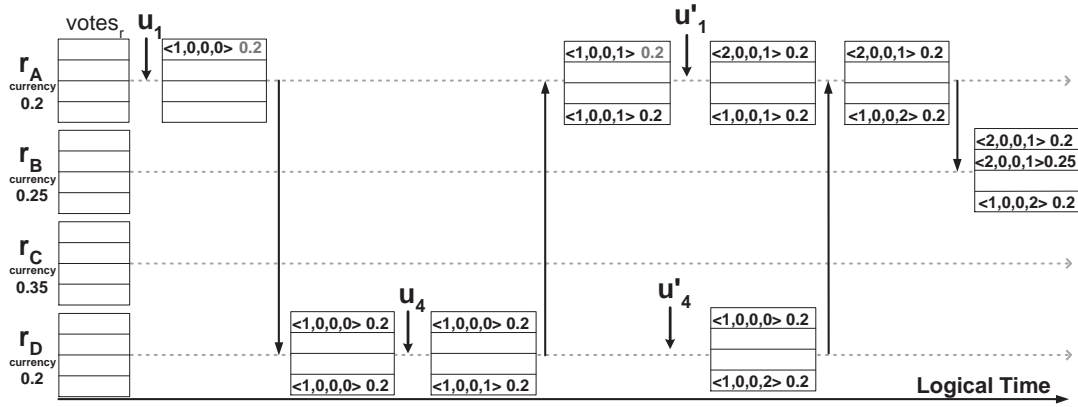 votes_r
u_1
u'_1
r_A
currency
0.2
<1,0,0,0> 0.2
<1,0,0,1> 0.2
<1,0,0,1> 0.2
<2,0,0,1> 0.2
<1,0,0,1> 0.2
<2,0,0,1> 0.2
<1,0,0,2> 0.2
r_B
currency
0.25
<2,0,0,1> 0.2
<2,0,0,1>0.25
<1,0,0,2> 0.2
r_C
currency
0.35
u_4
u'_4
r_D
currency
0.2
<1,0,0,0> 0.2
<1,0,0,0> 0.2
<1,0,0,0> 0.2
<1,0,0,1> 0.2
<1,0,0,0> 0.2
<1,0,0,2> 0.2
Logical Time